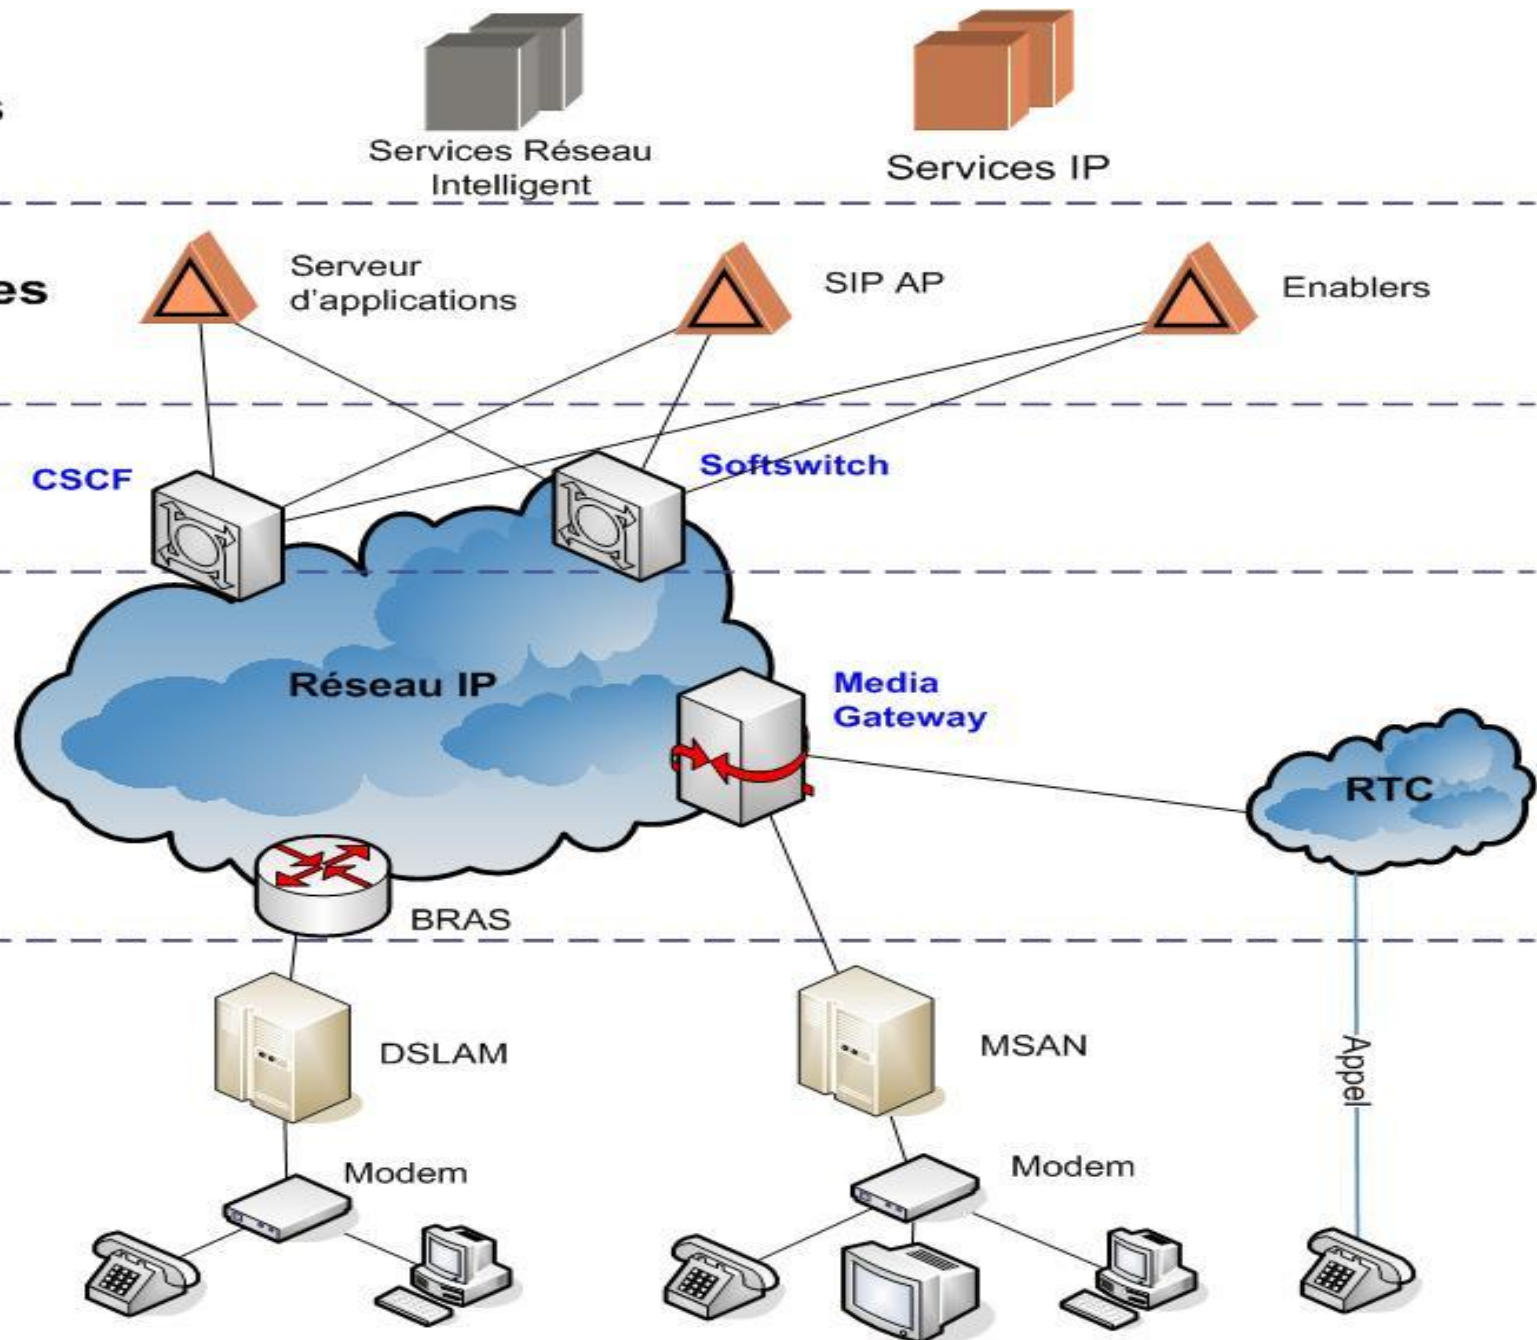 s
Services Réseau
Intelligent
Services IP
es
Serveur
d'applications
SIP AP
Enablers
CSCF
Softswitch
Réseau IP
Media
Gateway
RTC
BRAS
DSLAM
MSAN
Appel
Modem
Modem